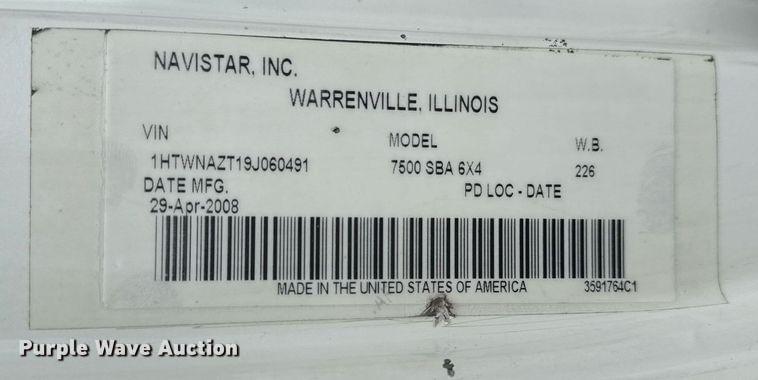 NAVISTAR, INC.
WARRENVILLE, ILLINOIS
VIN MODEL W.B.
1HTWNAZT19J060491 7500 SBA 6X4 226
DATE MFG. PD LOC - DATE
29-Apr-2008
MADE IN THE UNITED STATES OF AMERICA 3591764C1
Purple Wave Auction